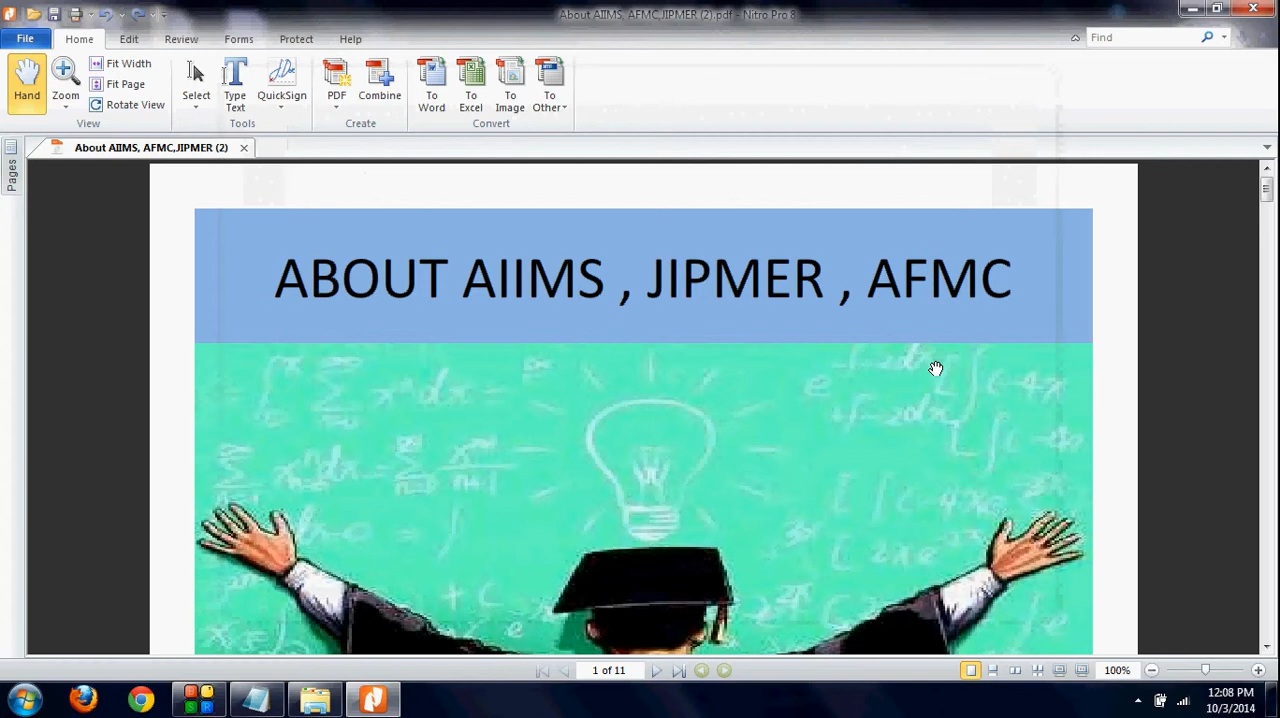 About AIIMS, AFMC,JIPMER (2).pdf - Nitro Pro 8
File Home Edit Review Forms Protect Help Find
Hand
Zoom
Fit Width
Fit Page
Rotate View
View
Select
Type Text
QuickSign
Tools
PDF
Combine
Create
To Word
To Excel
To Image
To Other
Convert
About AIIMS, AFMC,JIPMER (2)
Pages
ABOUT AIIMS , JIPMER , AFMC
1 of 11
100%
12:08 PM
10/3/2014